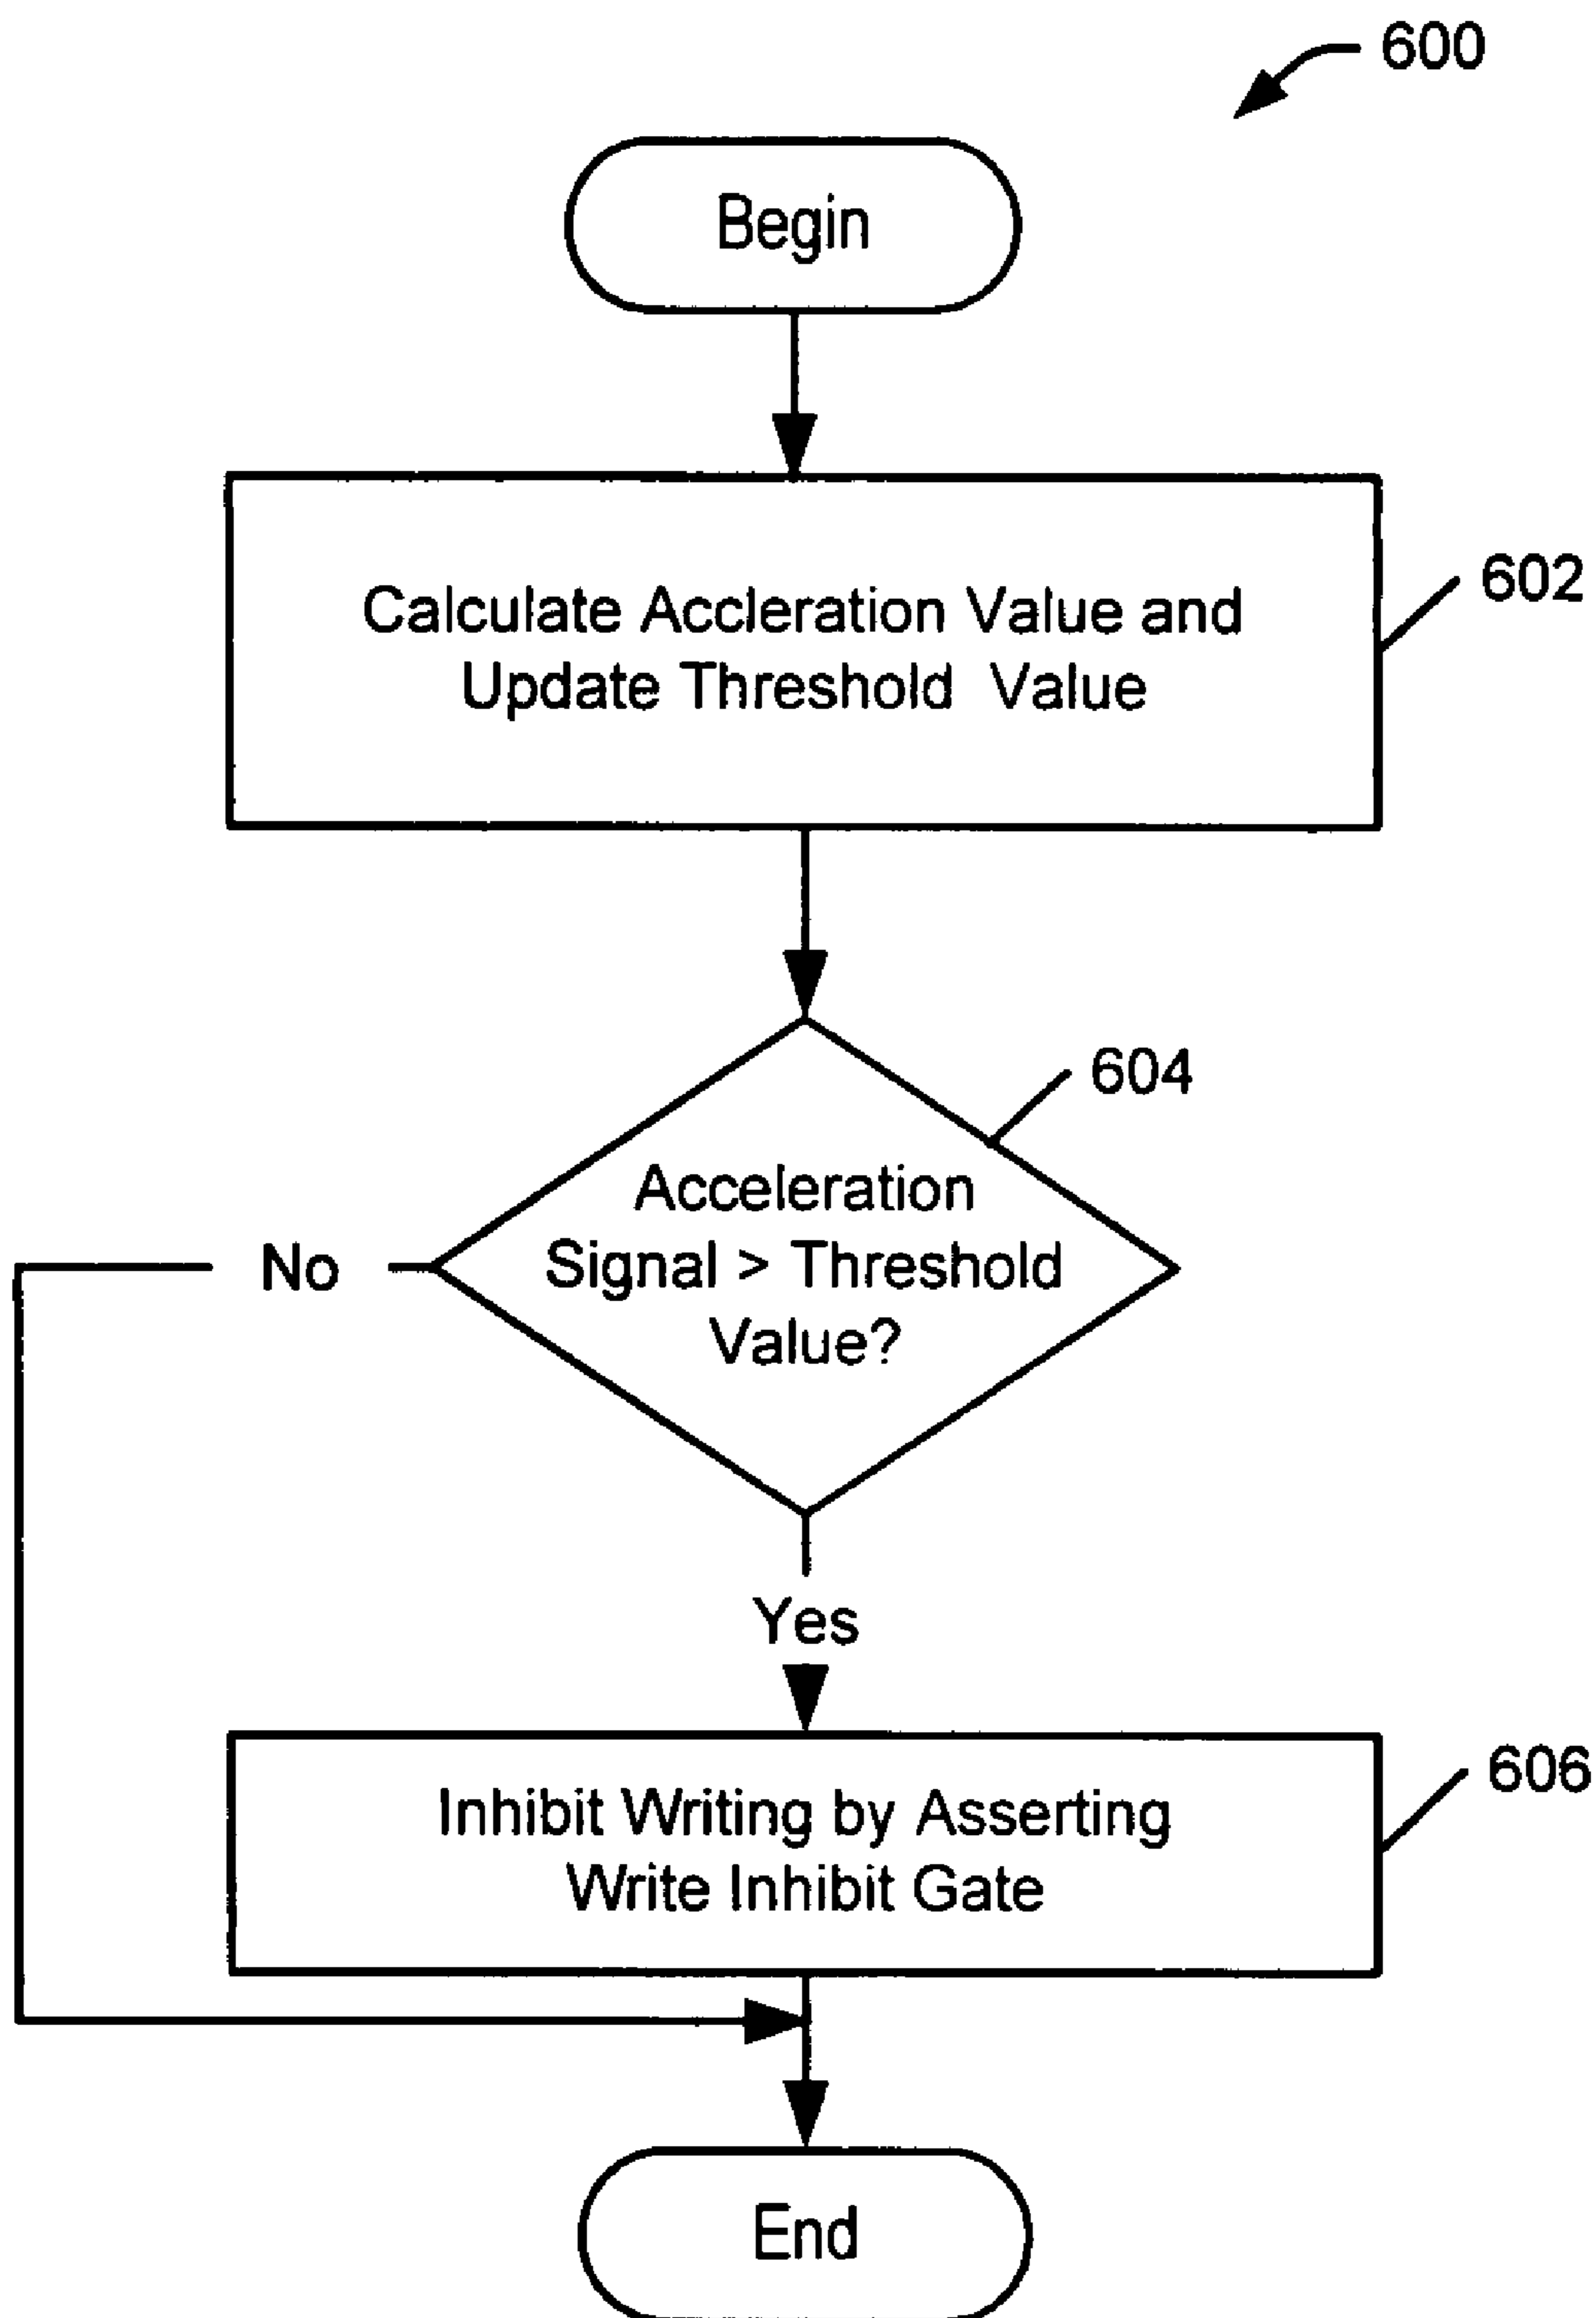 600
Begin
Calculate Accleration Value and
Update Threshold Value
602
604
Acceleration
Signal > Threshold
Value?
No
Yes
Inhibit Writing by Asserting
Write Inhibit Gate
606
End